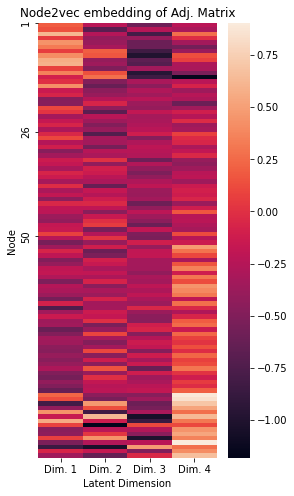 Node2vec embedding of Adj. Matrix
1
26
50
Node
Dim. 1 Dim. 2 Dim. 3 Dim. 4
Latent Dimension
0.75
0.50
0.25
0.00
−0.25
−0.50
−0.75
−1.00